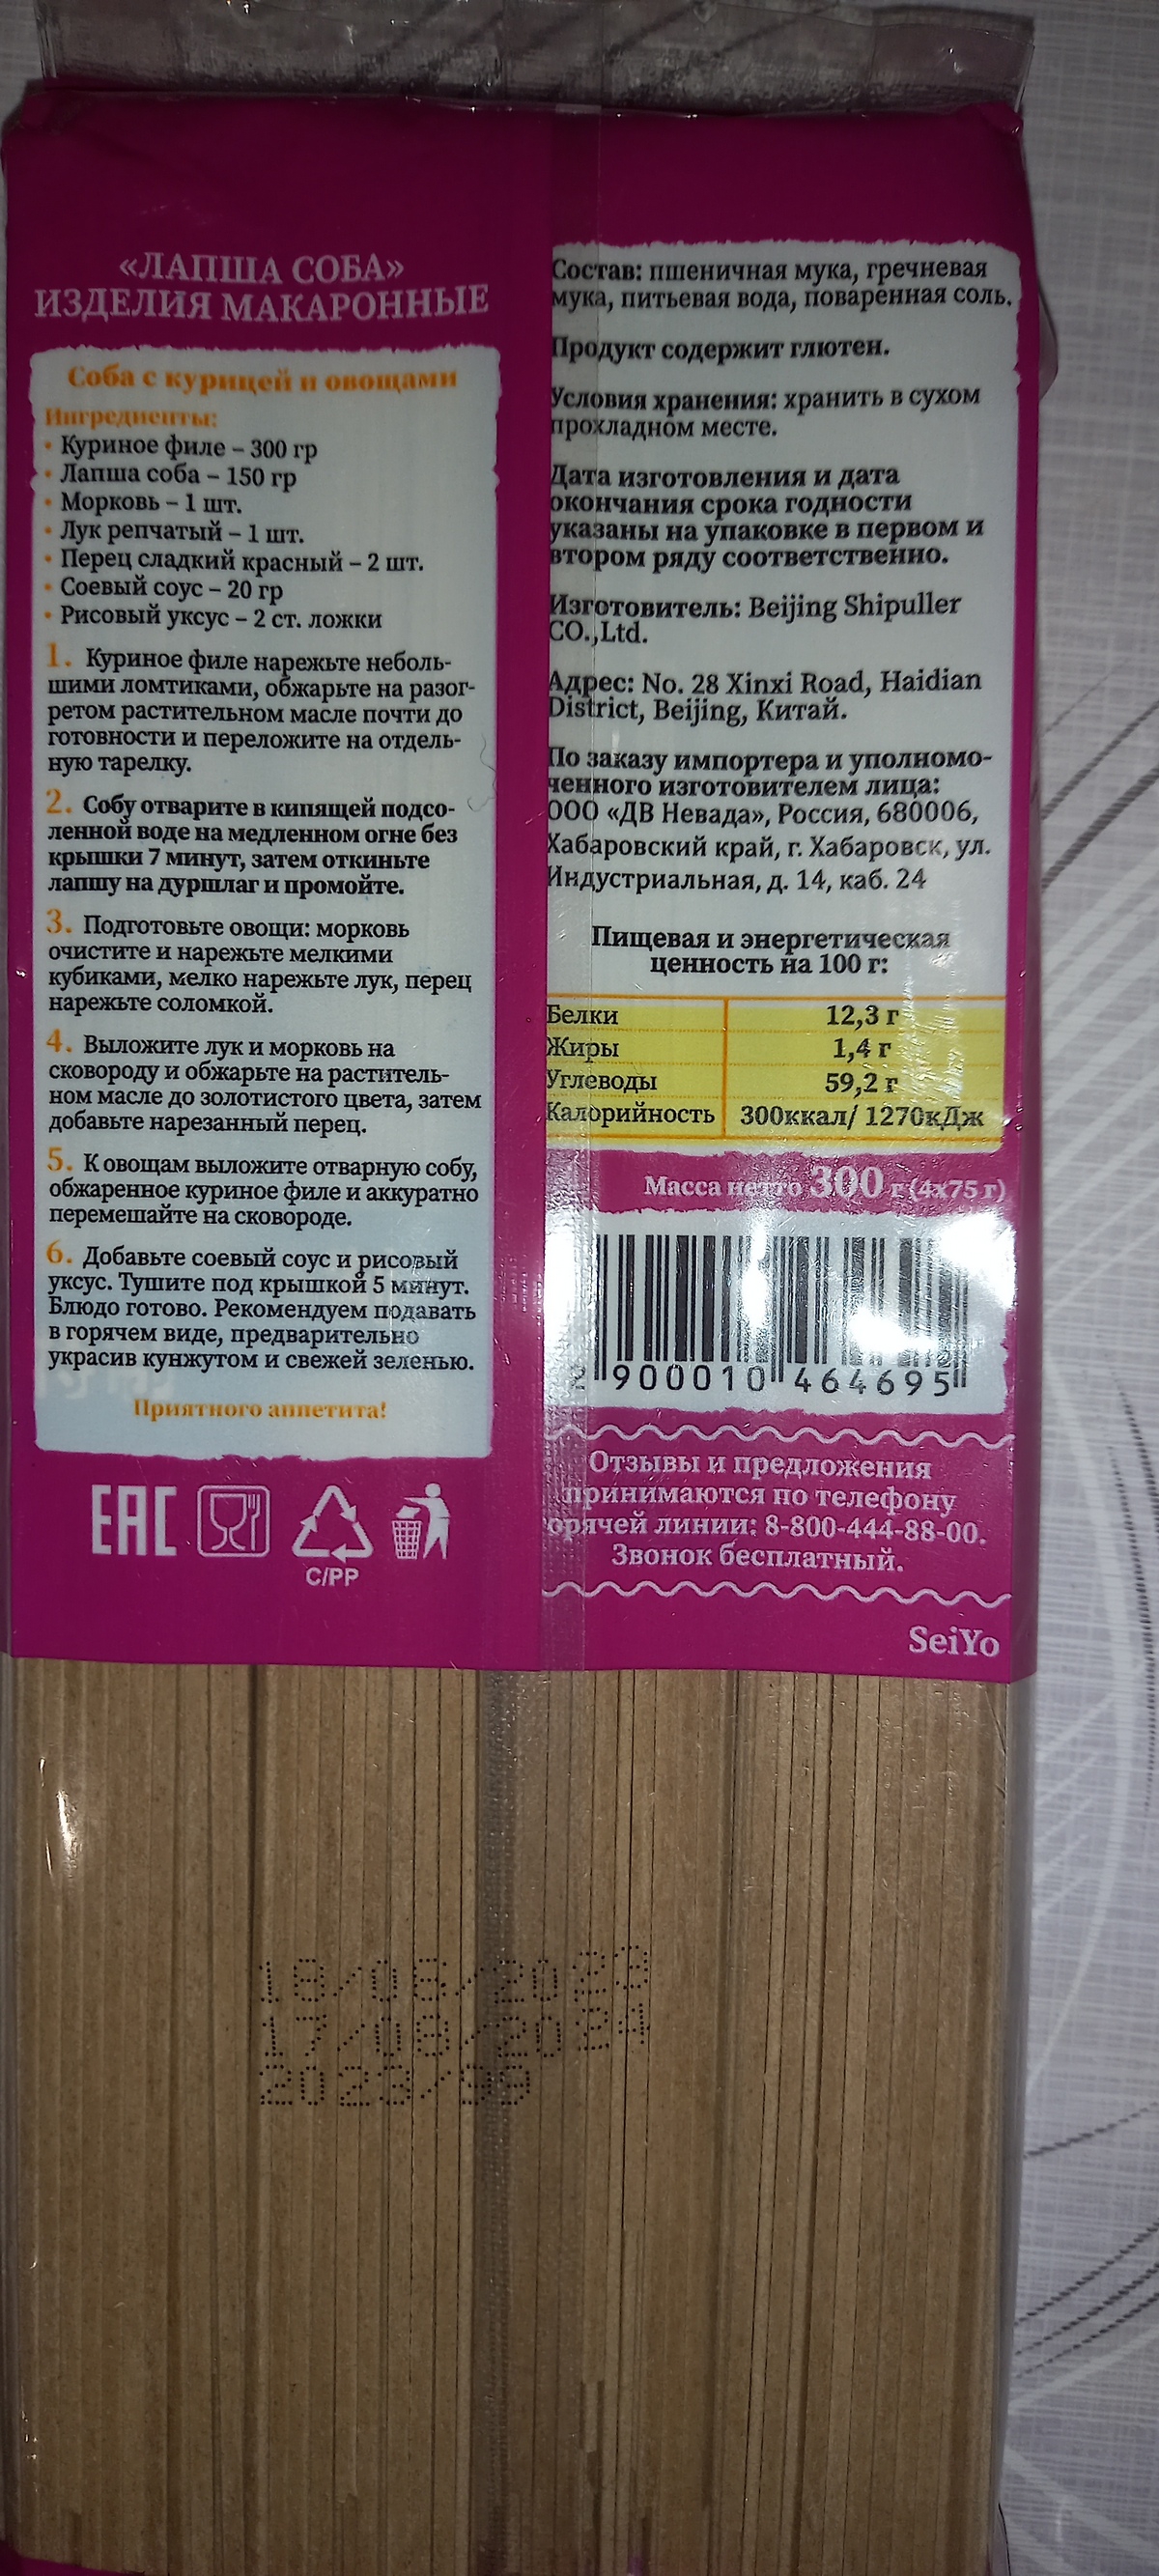 «ЛАПША СОБА»
ИЗДЕЛИЯ МАКАРОННЫЕ
Соба с курицей и овощами
Ингредиенты:
• Куриное филе – 300 гр
• Лапша соба – 150 гр
• Морковь – 1 шт.
• Лук репчатый – 1 шт.
• Перец сладкий красный – 2 шт.
• Соевый соус – 20 гр
• Рисовый уксус – 2 ст. ложки
1. Куриное филе нарежьте неболь-
шими ломтиками, обжарьте на разог-
ретом растительном масле почти до
готовности и переложите на отдель-
ную тарелку.
2. Собу отварите в кипящей подсо-
ленной воде на медленном огне без
крышки 7 минут, затем откиньте
лапшу на дуршлаг и промойте.
3. Подготовьте овощи: морковь
очистите и нарежьте мелкими
кубиками, мелко нарежьте лук, перец
нарежьте соломкой.
4. Выложите лук и морковь на
сковороду и обжарьте на раститель-
ном масле до золотистого цвета, затем
добавьте нарезанный перец.
5. К овощам выложите отварную собу,
обжаренное куриное филе и аккуратно
перемешайте на сковороде.
6. Добавьте соевый соус и рисовый
уксус. Тушите под крышкой 5 минут.
Блюдо готово. Рекомендуем подавать
в горячем виде, предварительно
украсив кунжутом и свежей зеленью.
Приятного аппетита!
EAC
C/PP
Состав: пшеничная мука, гречневая
мука, питьевая вода, поваренная соль.
Продукт содержит глютен.
Условия хранения: хранить в сухом
прохладном месте.
Дата изготовления и дата
окончания срока годности
указаны на упаковке в первом и
втором ряду соответственно.
Изготовитель: Beijing Shipuller
CO.,Ltd.
Адрес: No. 28 Xinxi Road, Haidian
District, Beijing, Китай.
По заказу импортера и уполномо-
ченного изготовителем лица:
ООО «ДВ Невада», Россия, 680006,
Хабаровский край, г. Хабаровск, ул.
Индустриальная, д. 14, каб. 24
Пищевая и энергетическая
ценность на 100 г:
Белки 12,3 г
Жиры 1,4 г
Углеводы 59,2 г
Калорийность 300ккал/ 1270кДж
Масса нетто 300 г (4х75 г)
2 900010 464695
Отзывы и предложения
принимаются по телефону
орячей линии: 8-800-444-88-00.
Звонок бесплатный.
SeiYo
18/08/2023
17/08/2024
2023/99